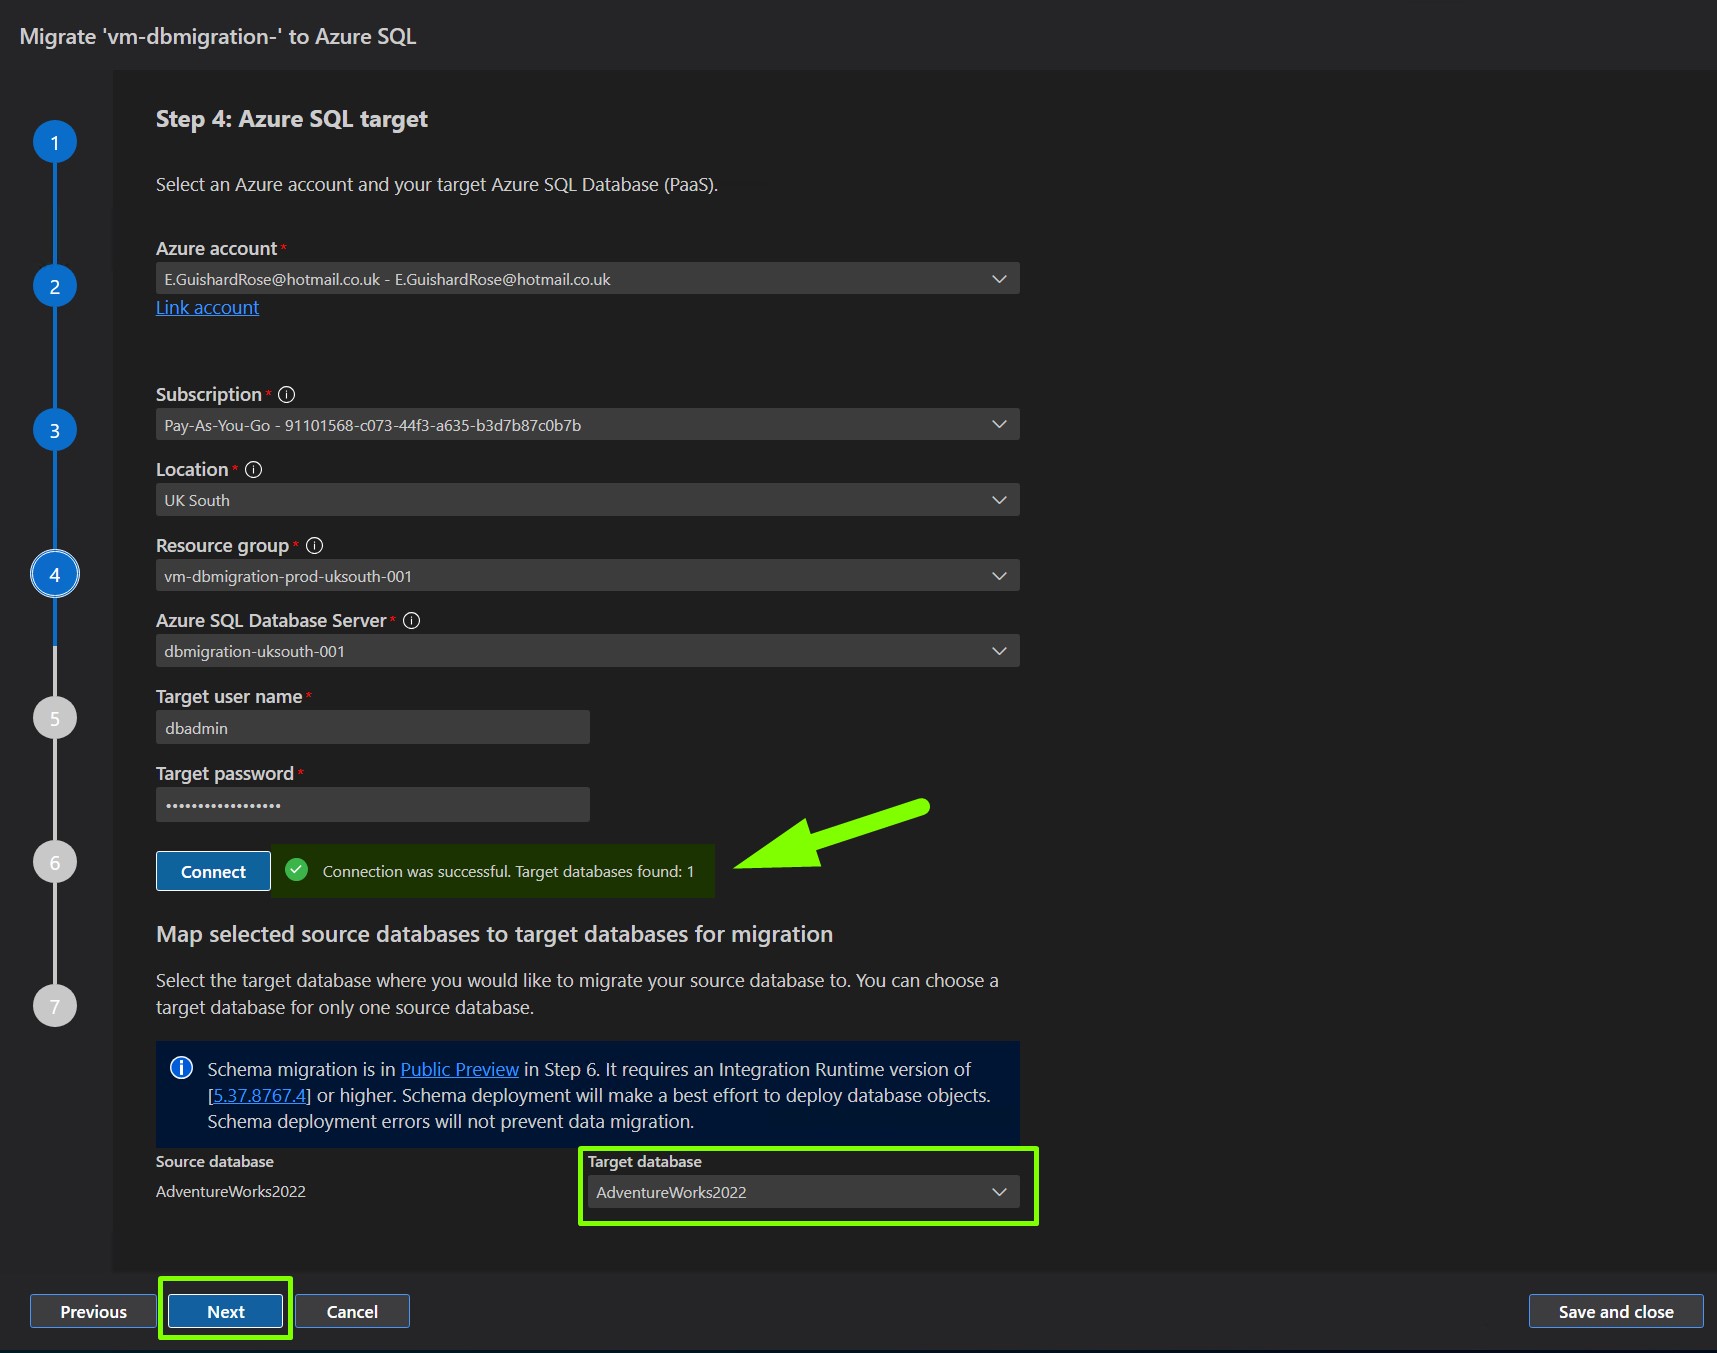 Migrate 'vm-dbmigration-' to Azure SQL
1
2
3
4
5
6
7
Step 4: Azure SQL target
Select an Azure account and your target Azure SQL Database (PaaS).
Azure account*
E.GuishardRose@hotmail.co.uk - E.GuishardRose@hotmail.co.uk
Link account
Subscription*
Pay-As-You-Go - 91101568-c073-44f3-a635-b3d7b87c0b7b
Location*
UK South
Resource group*
vm-dbmigration-prod-uksouth-001
Azure SQL Database Server*
dbmigration-uksouth-001
Target user name*
dbadmin
Target password*
••••••••••••••••••
Connect Connection was successful. Target databases found: 1
Map selected source databases to target databases for migration
Select the target database where you would like to migrate your source database to. You can choose a
target database for only one source database.
Schema migration is in Public Preview in Step 6. It requires an Integration Runtime version of
[5.37.8767.4] or higher. Schema deployment will make a best effort to deploy database objects.
Schema deployment errors will not prevent data migration.
Source database Target database
AdventureWorks2022 AdventureWorks2022
Previous Next Cancel Save and close